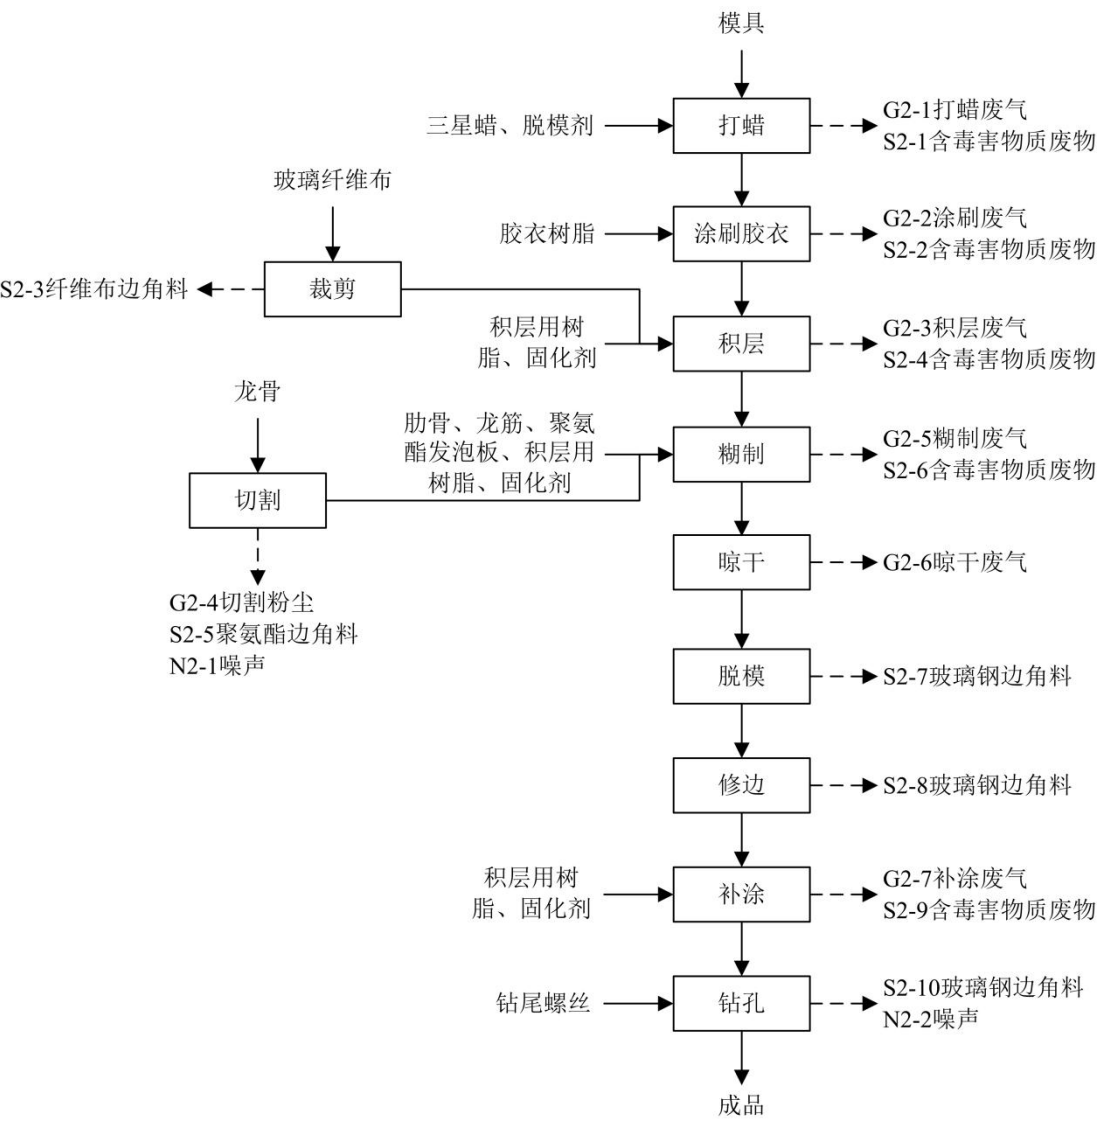 模具
三星蜡、脱模剂
打蜡
G2-1打蜡废气
S2-1含毒害物质废物
玻璃纤维布
胶衣树脂
涂刷胶衣
G2-2涂刷废气
S2-2含毒害物质废物
S2-3纤维布边角料
裁剪
积层用树
脂、固化剂
积层
G2-3积层废气
S2-4含毒害物质废物
龙骨
肋骨、龙筋、聚氨
酯发泡板、积层用
树脂、固化剂
糊制
G2-5糊制废气
S2-6含毒害物质废物
切割
晾干
G2-6晾干废气
G2-4切割粉尘
S2-5聚氨酯边角料
N2-1噪声
脱模
S2-7玻璃钢边角料
修边
S2-8玻璃钢边角料
积层用树
脂、固化剂
补涂
G2-7补涂废气
S2-9含毒害物质废物
钻尾螺丝
钻孔
S2-10玻璃钢边角料
N2-2噪声
成品